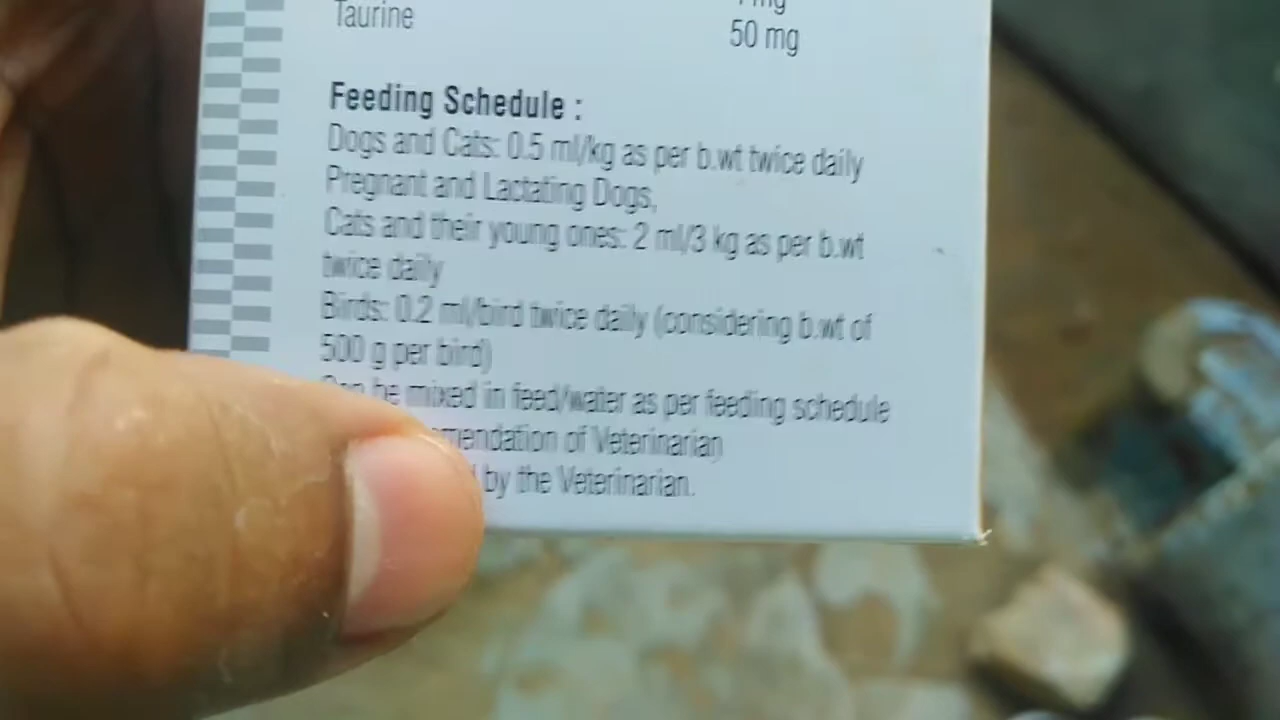 Taurine 50 mg
Feeding Schedule :
Dogs and Cats: 0.5 ml/kg as per b.wt twice daily
Pregnant and Lactating Dogs,
Cats and their young ones: 2 ml/3 kg as per b.wt
twice daily
Birds: 0.2 ml/bird twice daily (considering b.wt of
500 g per bird)
Can be mixed in feed/water as per feeding schedule
of Veterinarian
by the Veterinarian.